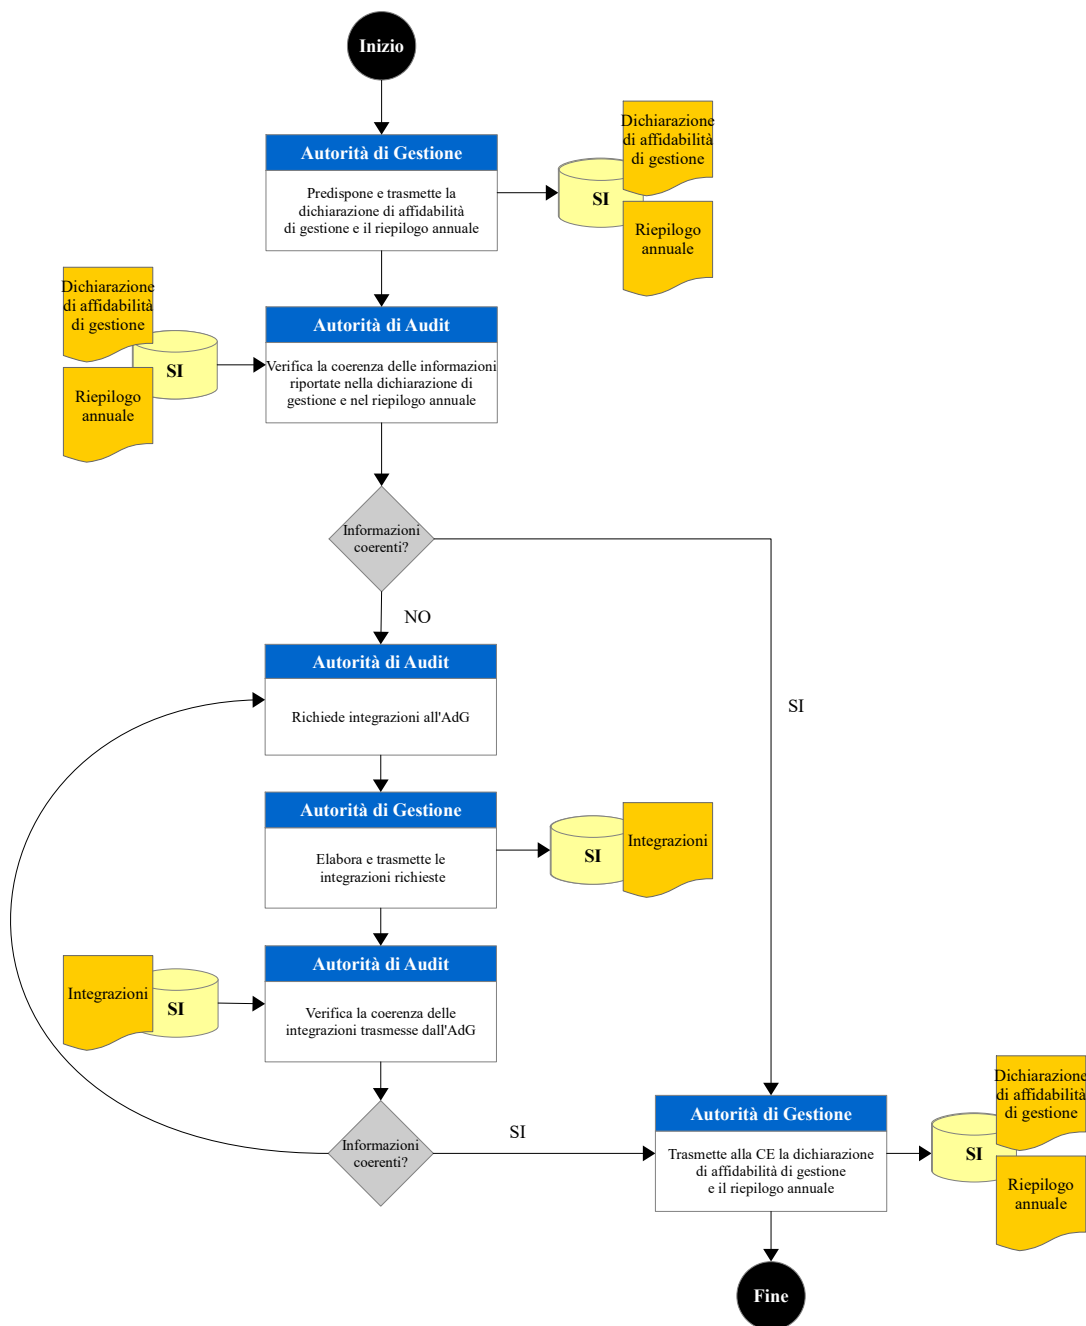 Inizio
Autorità di Gestione
Predispone e trasmette la
dichiarazione di affidabilità
di gestione e il riepilogo annuale
SI
Dichiarazione
di affidabilità
di gestione
Riepilogo
annuale
Dichiarazione
di affidabilità
di gestione
SI
Riepilogo
annuale
Autorità di Audit
Verifica la coerenza delle informazioni
riportate nella dichiarazione di
gestione e nel riepilogo annuale
Informazioni
coerenti?
NO
SI
Autorità di Audit
Richiede integrazioni all'AdG
Autorità di Gestione
Elabora e trasmette le
integrazioni richieste
SI
Integrazioni
Integrazioni
SI
Autorità di Audit
Verifica la coerenza delle
integrazioni trasmesse dall'AdG
Informazioni
coerenti?
SI
Autorità di Gestione
Trasmette alla CE la dichiarazione
di affidabilità di gestione
e il riepilogo annuale
SI
Dichiarazione
di affidabilità
di gestione
Riepilogo
annuale
Fine